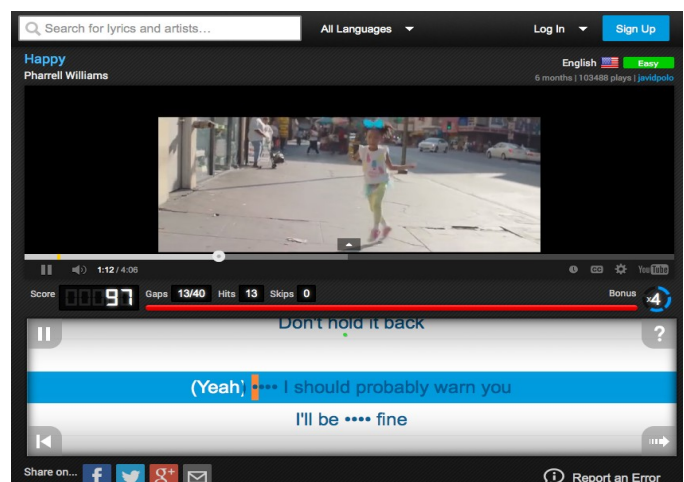 Search for lyrics and artists...
All Languages
Log In
Sign Up
Happy
Pharrell Williams
English
Easy
6 months | 103488 plays | javidpolo
1:12 / 4:06
CC
YouTube
Score 97
Gaps 13/40 Hits 13 Skips 0
Bonus x4
Don't hold it back
?
(Yeah) •••• I should probably warn you
I'll be •••• fine
Share on...
f
g+
i
Report an Error